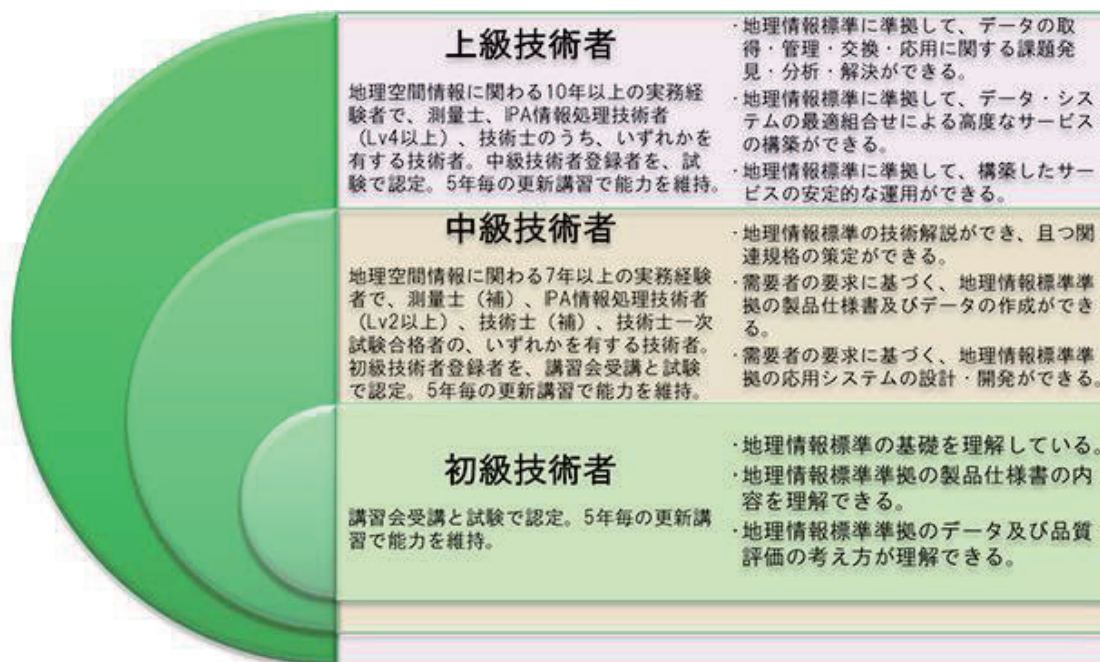 上級技術者
地理空間情報に関わる10年以上の実務経
験者で、測量士、IPA情報処理技術者
（Lv4以上）、技術士のうち、いずれかを
有する技術者。中級技術者登録者を、試
験で認定。5年毎の更新講習で能力を維持。
・地理情報標準に準拠して、データの取
得・管理・交換・応用に関する課題発
見・分析・解決ができる。
・地理情報標準に準拠して、データ・シス
テムの最適組合せによる高度なサービス
の構築ができる。
・地理情報標準に準拠して、構築したサー
ビスの安定的な運用ができる。
中級技術者
地理空間情報に関わる7年以上の実務経験
者で、測量士（補）、IPA情報処理技術者
（Lv2以上）、技術士（補）、技術士一次
試験合格者の、いずれかを有する技術者。
初級技術者登録者を、講習会受講と試験
で認定。5年毎の更新講習で能力を維持。
・地理情報標準の技術解説ができ、且つ関
連規格の策定ができる。
・需要者の要求に基づく、地理情報標準準
拠の製品仕様書及びデータの作成ができ
る。
・需要者の要求に基づく、地理情報標準準
拠の応用システムの設計・開発ができる。
初級技術者
講習会受講と試験で認定。5年毎の更新講
習で能力を維持。
・地理情報標準の基礎を理解している。
・地理情報標準準拠の製品仕様書の内
容を理解できる。
・地理情報標準準拠のデータ及び品質
評価の考え方が理解できる。